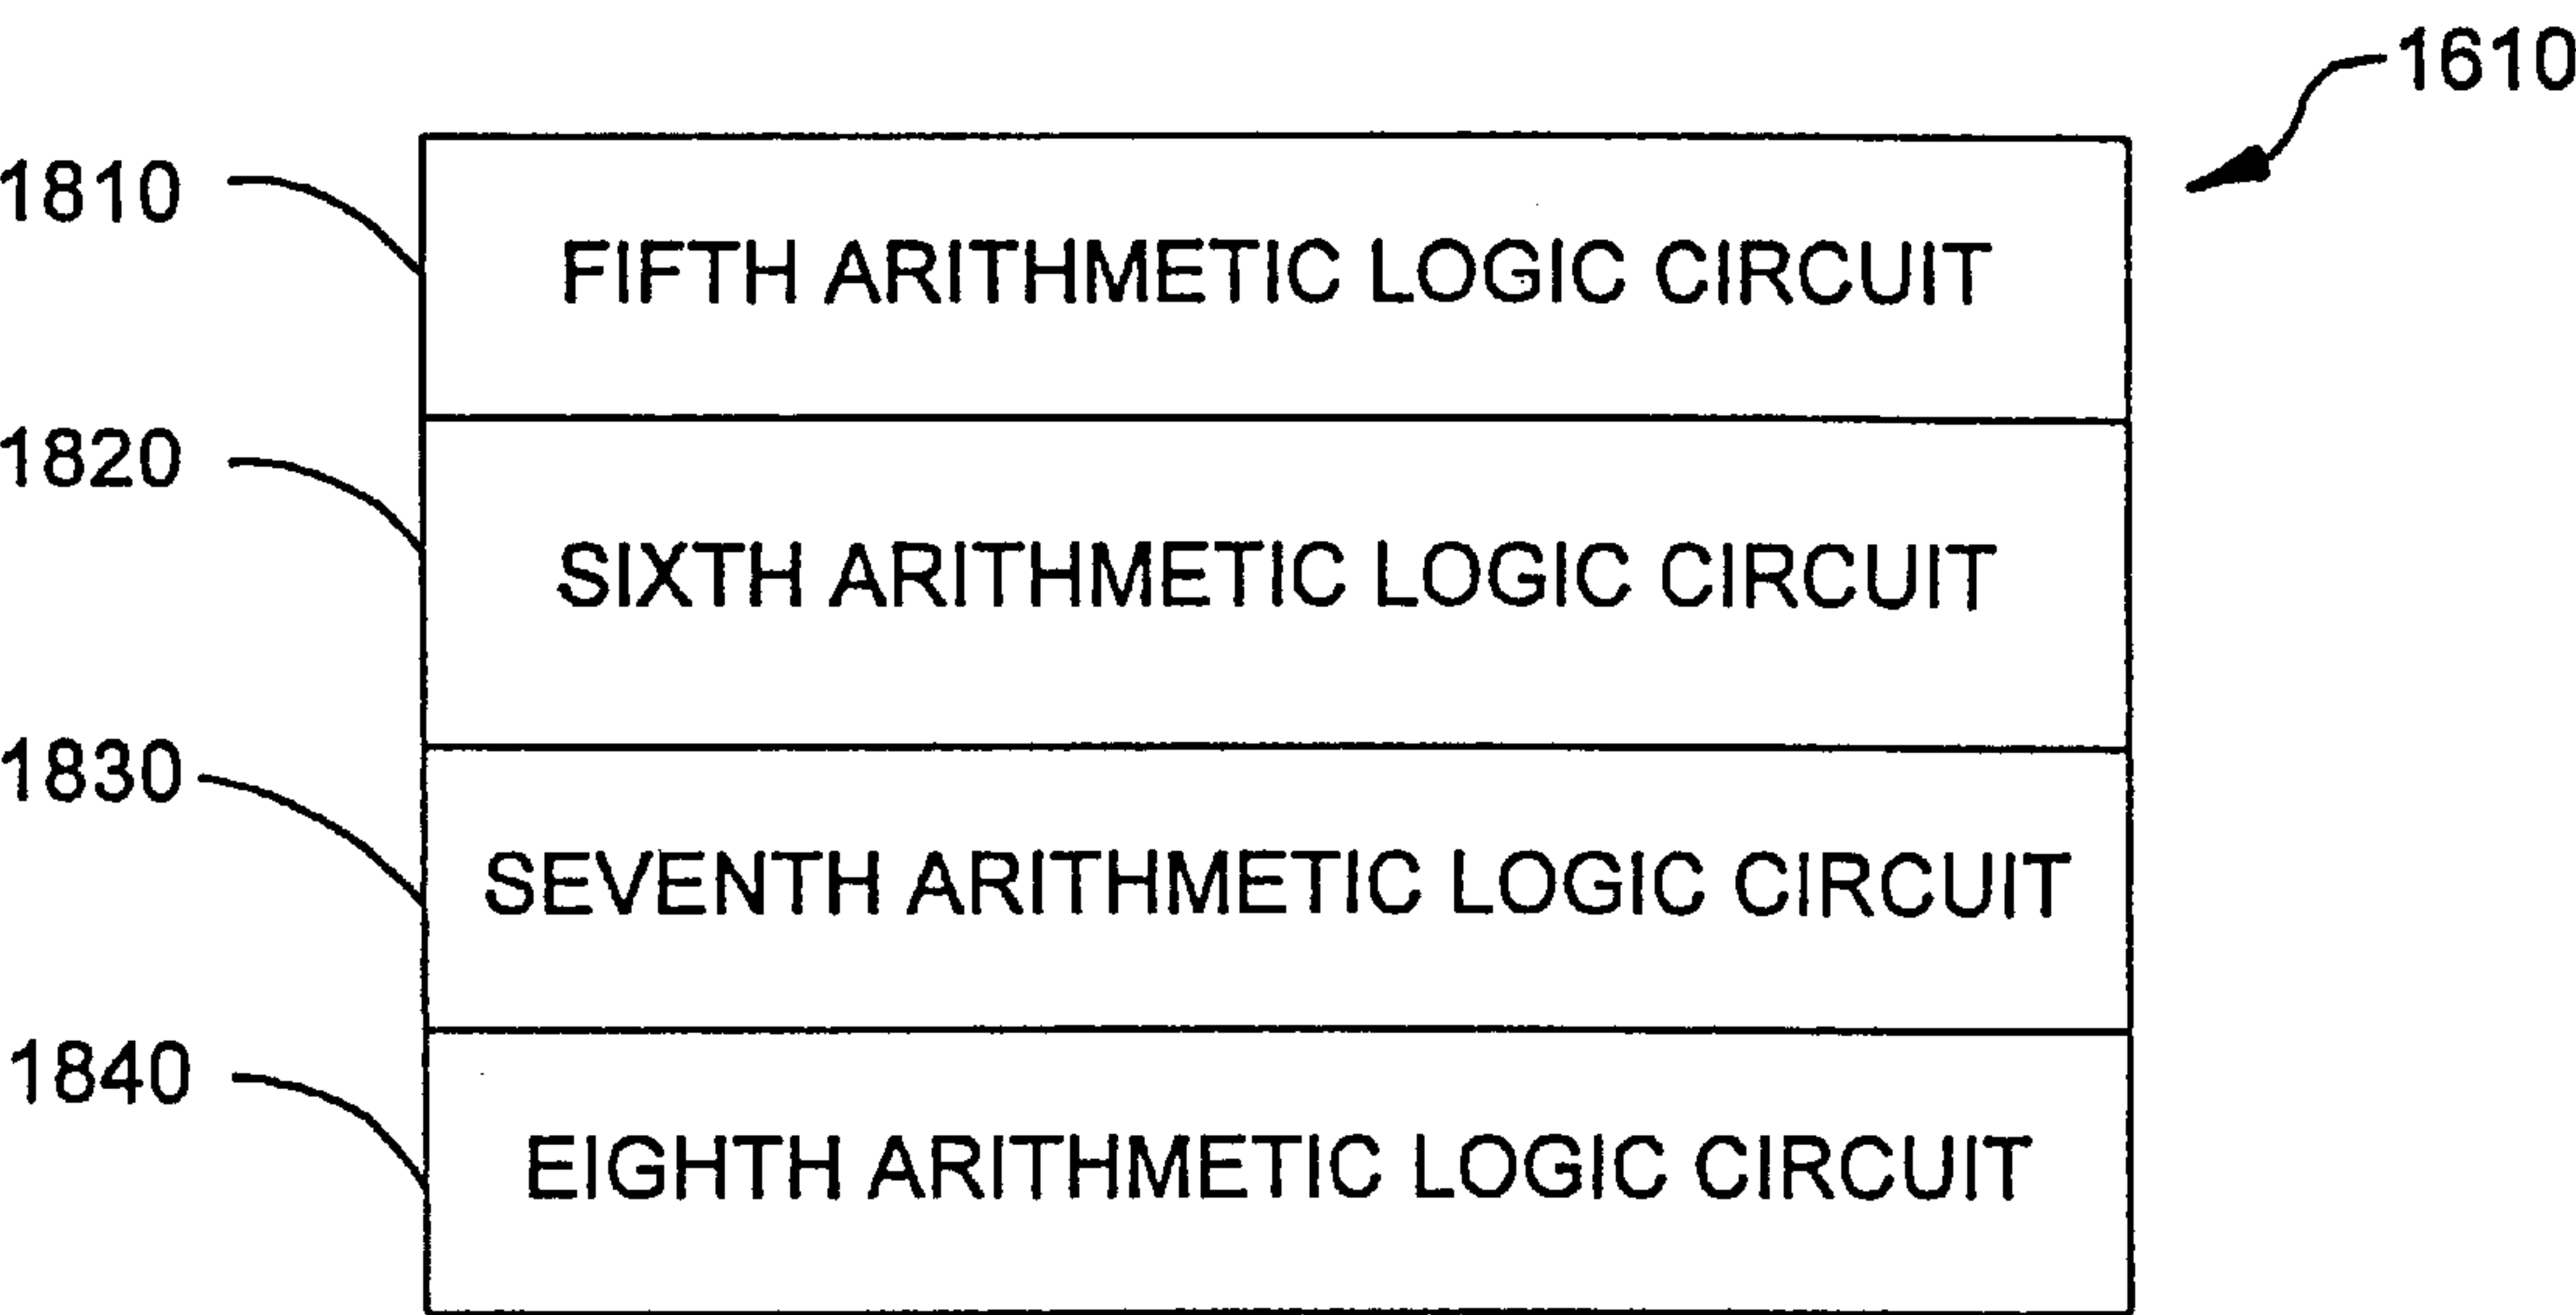 1610
1810
FIFTH ARITHMETIC LOGIC CIRCUIT
1820
SIXTH ARITHMETIC LOGIC CIRCUIT
1830
SEVENTH ARITHMETIC LOGIC CIRCUIT
1840
EIGHTH ARITHMETIC LOGIC CIRCUIT